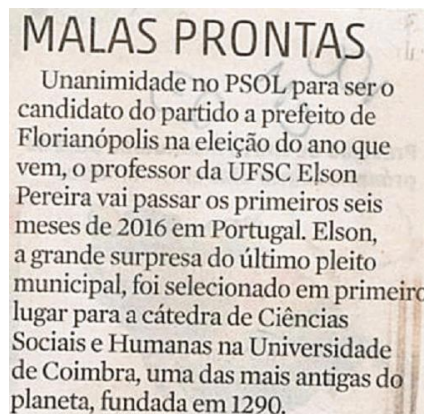 MALAS PRONTAS
Unanimidade no PSOL para ser o
candidato do partido a prefeito de
Florianópolis na eleição do ano que
vem, o professor da UFSC Elson
Pereira vai passar os primeiros seis
meses de 2016 em Portugal. Elson,
a grande surpresa do último pleito
municipal, foi selecionado em primeiro
lugar para a cátedra de Ciências
Sociais e Humanas na Universidade
de Coimbra, uma das mais antigas do
planeta, fundada em 1290.